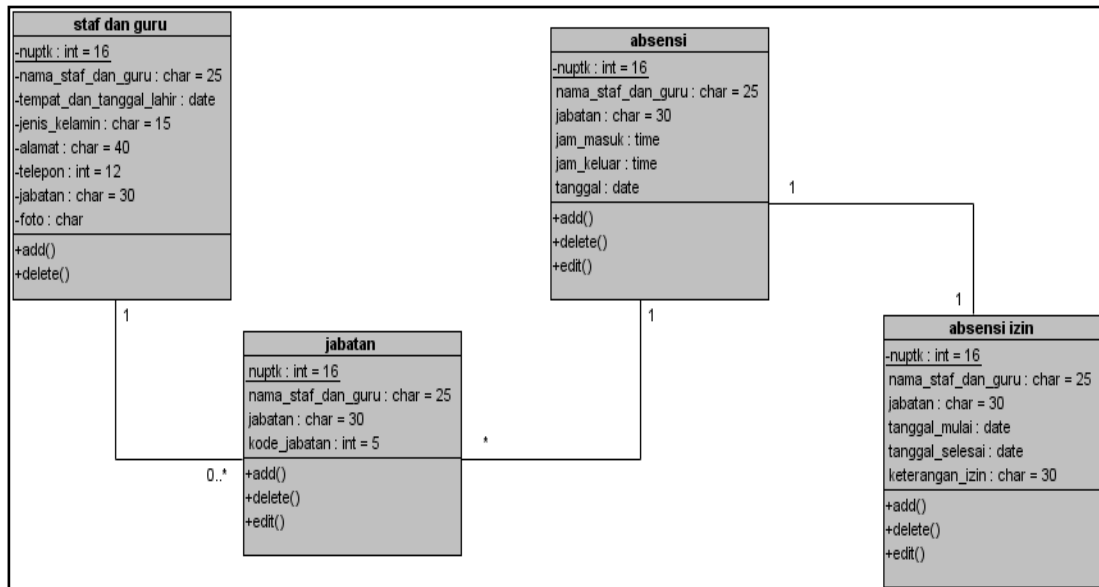 staf dan guru
-nuptk : int = 16
-nama_staf_dan_guru : char = 25
-tempat_dan_tanggal_lahir : date
-jenis_kelamin : char = 15
-alamat : char = 40
-telepon : int = 12
-jabatan : char = 30
-foto : char
+add()
+delete()
1
0..*
jabatan
nuptk : int = 16
nama_staf_dan_guru : char = 25
jabatan : char = 30
kode_jabatan : int = 5
+add()
+delete()
+edit()
*
1
absensi
-nuptk : int = 16
nama_staf_dan_guru : char = 25
jabatan : char = 30
jam_masuk : time
jam_keluar : time
tanggal : date
+add()
+delete()
+edit()
1
1
absensi izin
-nuptk : int = 16
nama_staf_dan_guru : char = 25
jabatan : char = 30
tanggal_mulai : date
tanggal_selesai : date
keterangan_izin : char = 30
+add()
+delete()
+edit()